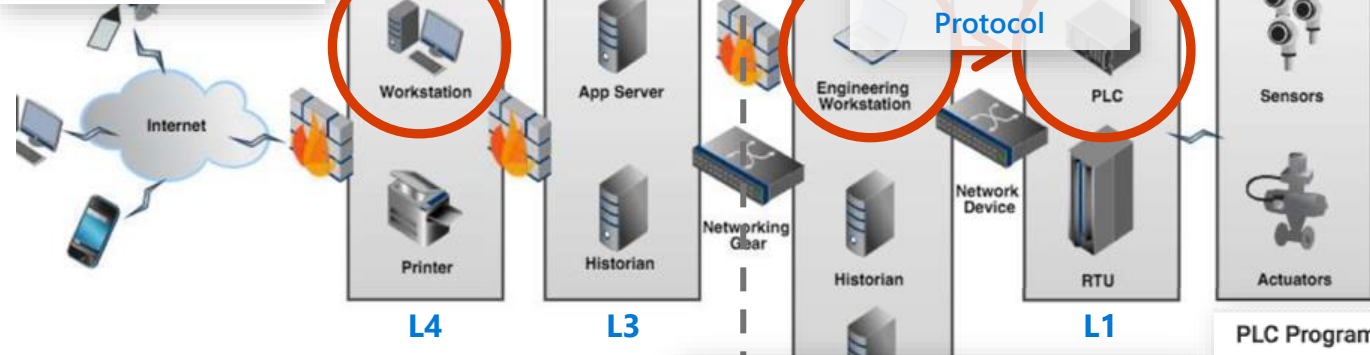 Protocol
Workstation
App Server
Engineering
Workstation
PLC
Sensors
Internet
Network
Device
Networking
Gear
Printer
Historian
Historian
RTU
Actuators
L4
L3
L1
PLC Program